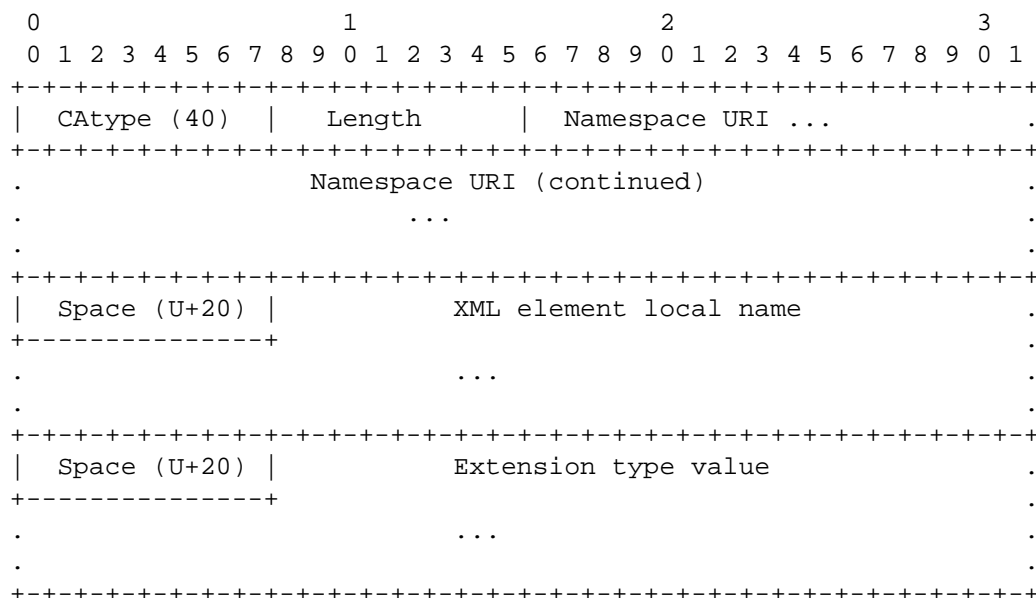 0                   1                   2                   3
 0 1 2 3 4 5 6 7 8 9 0 1 2 3 4 5 6 7 8 9 0 1 2 3 4 5 6 7 8 9 0 1
+-+-+-+-+-+-+-+-+-+-+-+-+-+-+-+-+-+-+-+-+-+-+-+-+-+-+-+-+-+-+-+-+
|  CAtype (40)  |   Length      |  Namespace URI ...            .
+-+-+-+-+-+-+-+-+-+-+-+-+-+-+-+-+-+-+-+-+-+-+-+-+-+-+-+-+-+-+-+-+
.                  Namespace URI (continued)                    .
.                        ...                                    .
.                                                               .
+-+-+-+-+-+-+-+-+-+-+-+-+-+-+-+-+-+-+-+-+-+-+-+-+-+-+-+-+-+-+-+-+
|  Space (U+20) |           XML element local name              .
+---------------+                                               .
.                           ...                                 .
.                                                               .
+-+-+-+-+-+-+-+-+-+-+-+-+-+-+-+-+-+-+-+-+-+-+-+-+-+-+-+-+-+-+-+-+
|  Space (U+20) |           Extension type value                .
+---------------+                                               .
.                           ...                                 .
.                                                               .
+-+-+-+-+-+-+-+-+-+-+-+-+-+-+-+-+-+-+-+-+-+-+-+-+-+-+-+-+-+-+-+-+